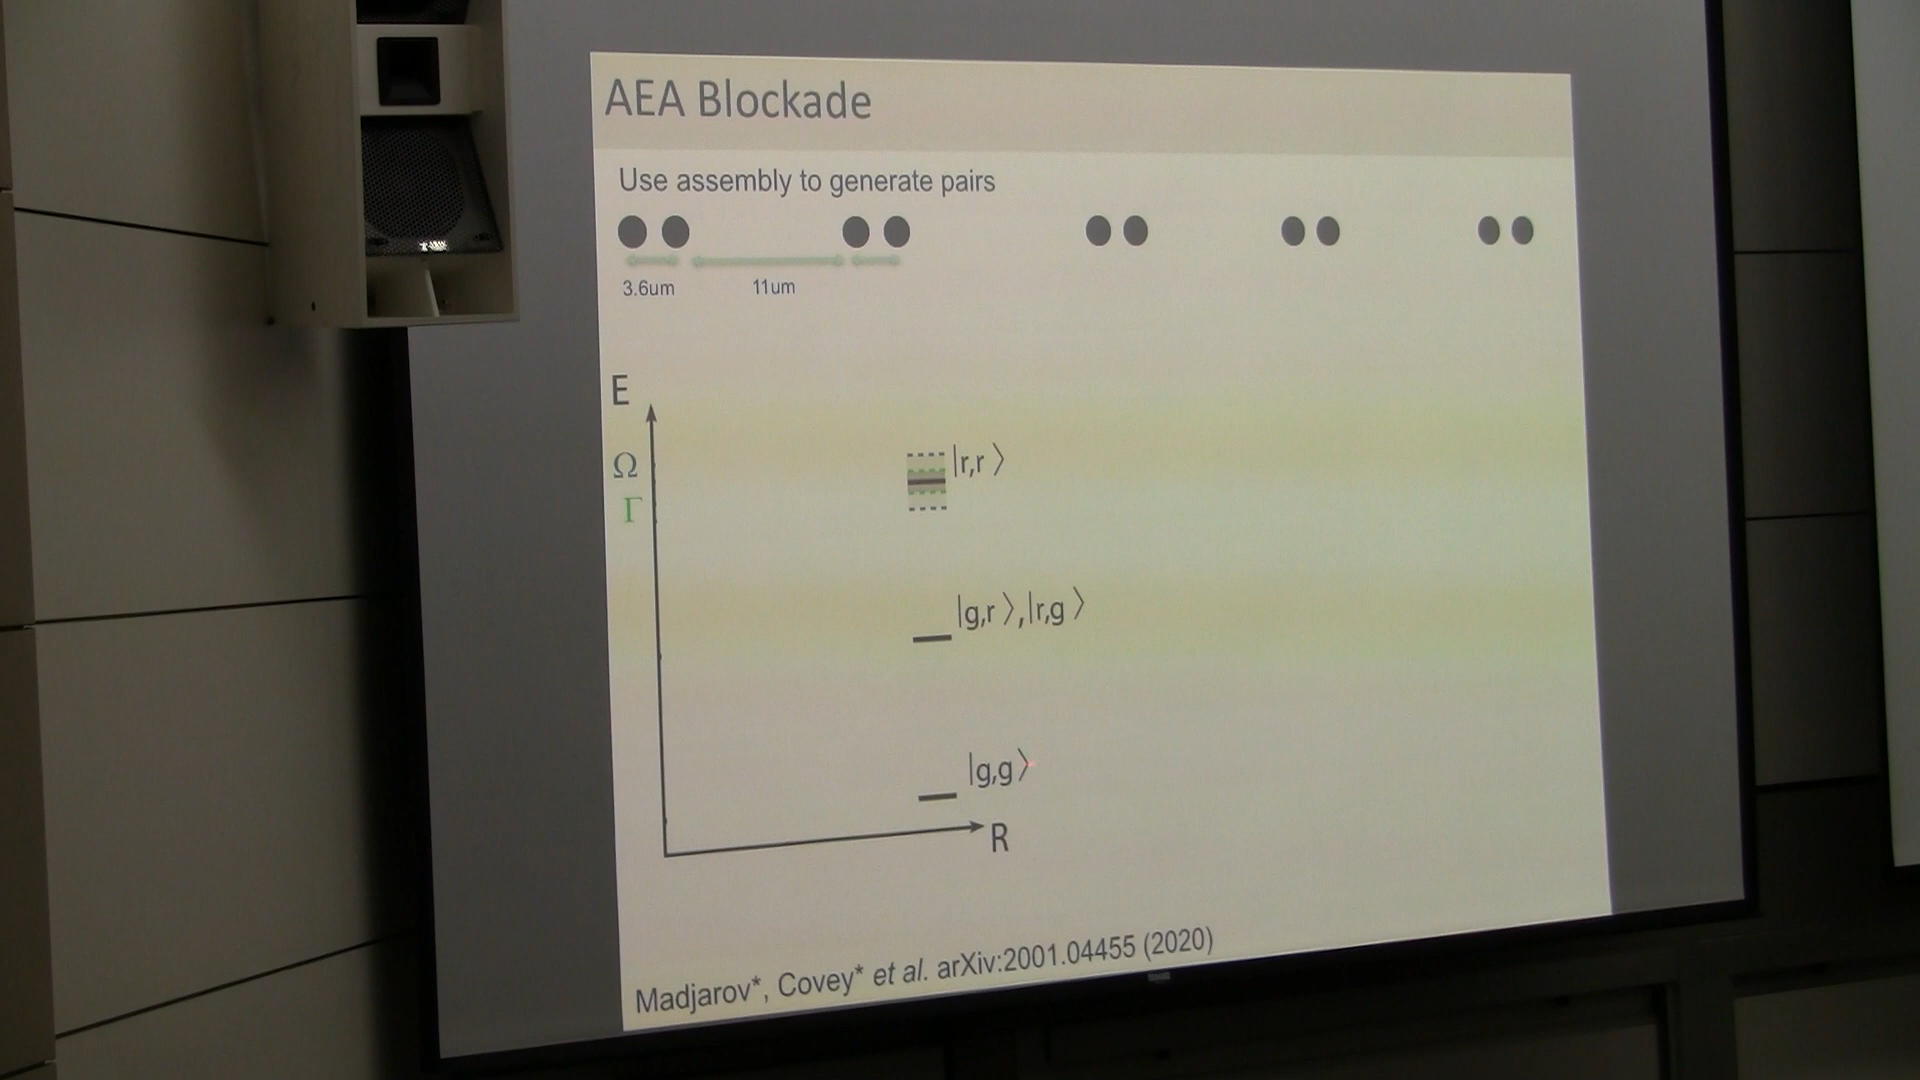 AEA Blockade
Use assembly to generate pairs
3.6um
11um
E
Ω
Γ
|r,r ⟩
|g,r ⟩,|r,g ⟩
|g,g ⟩
R
Madjarov*, Covey* et al. arXiv:2001.04455 (2020)